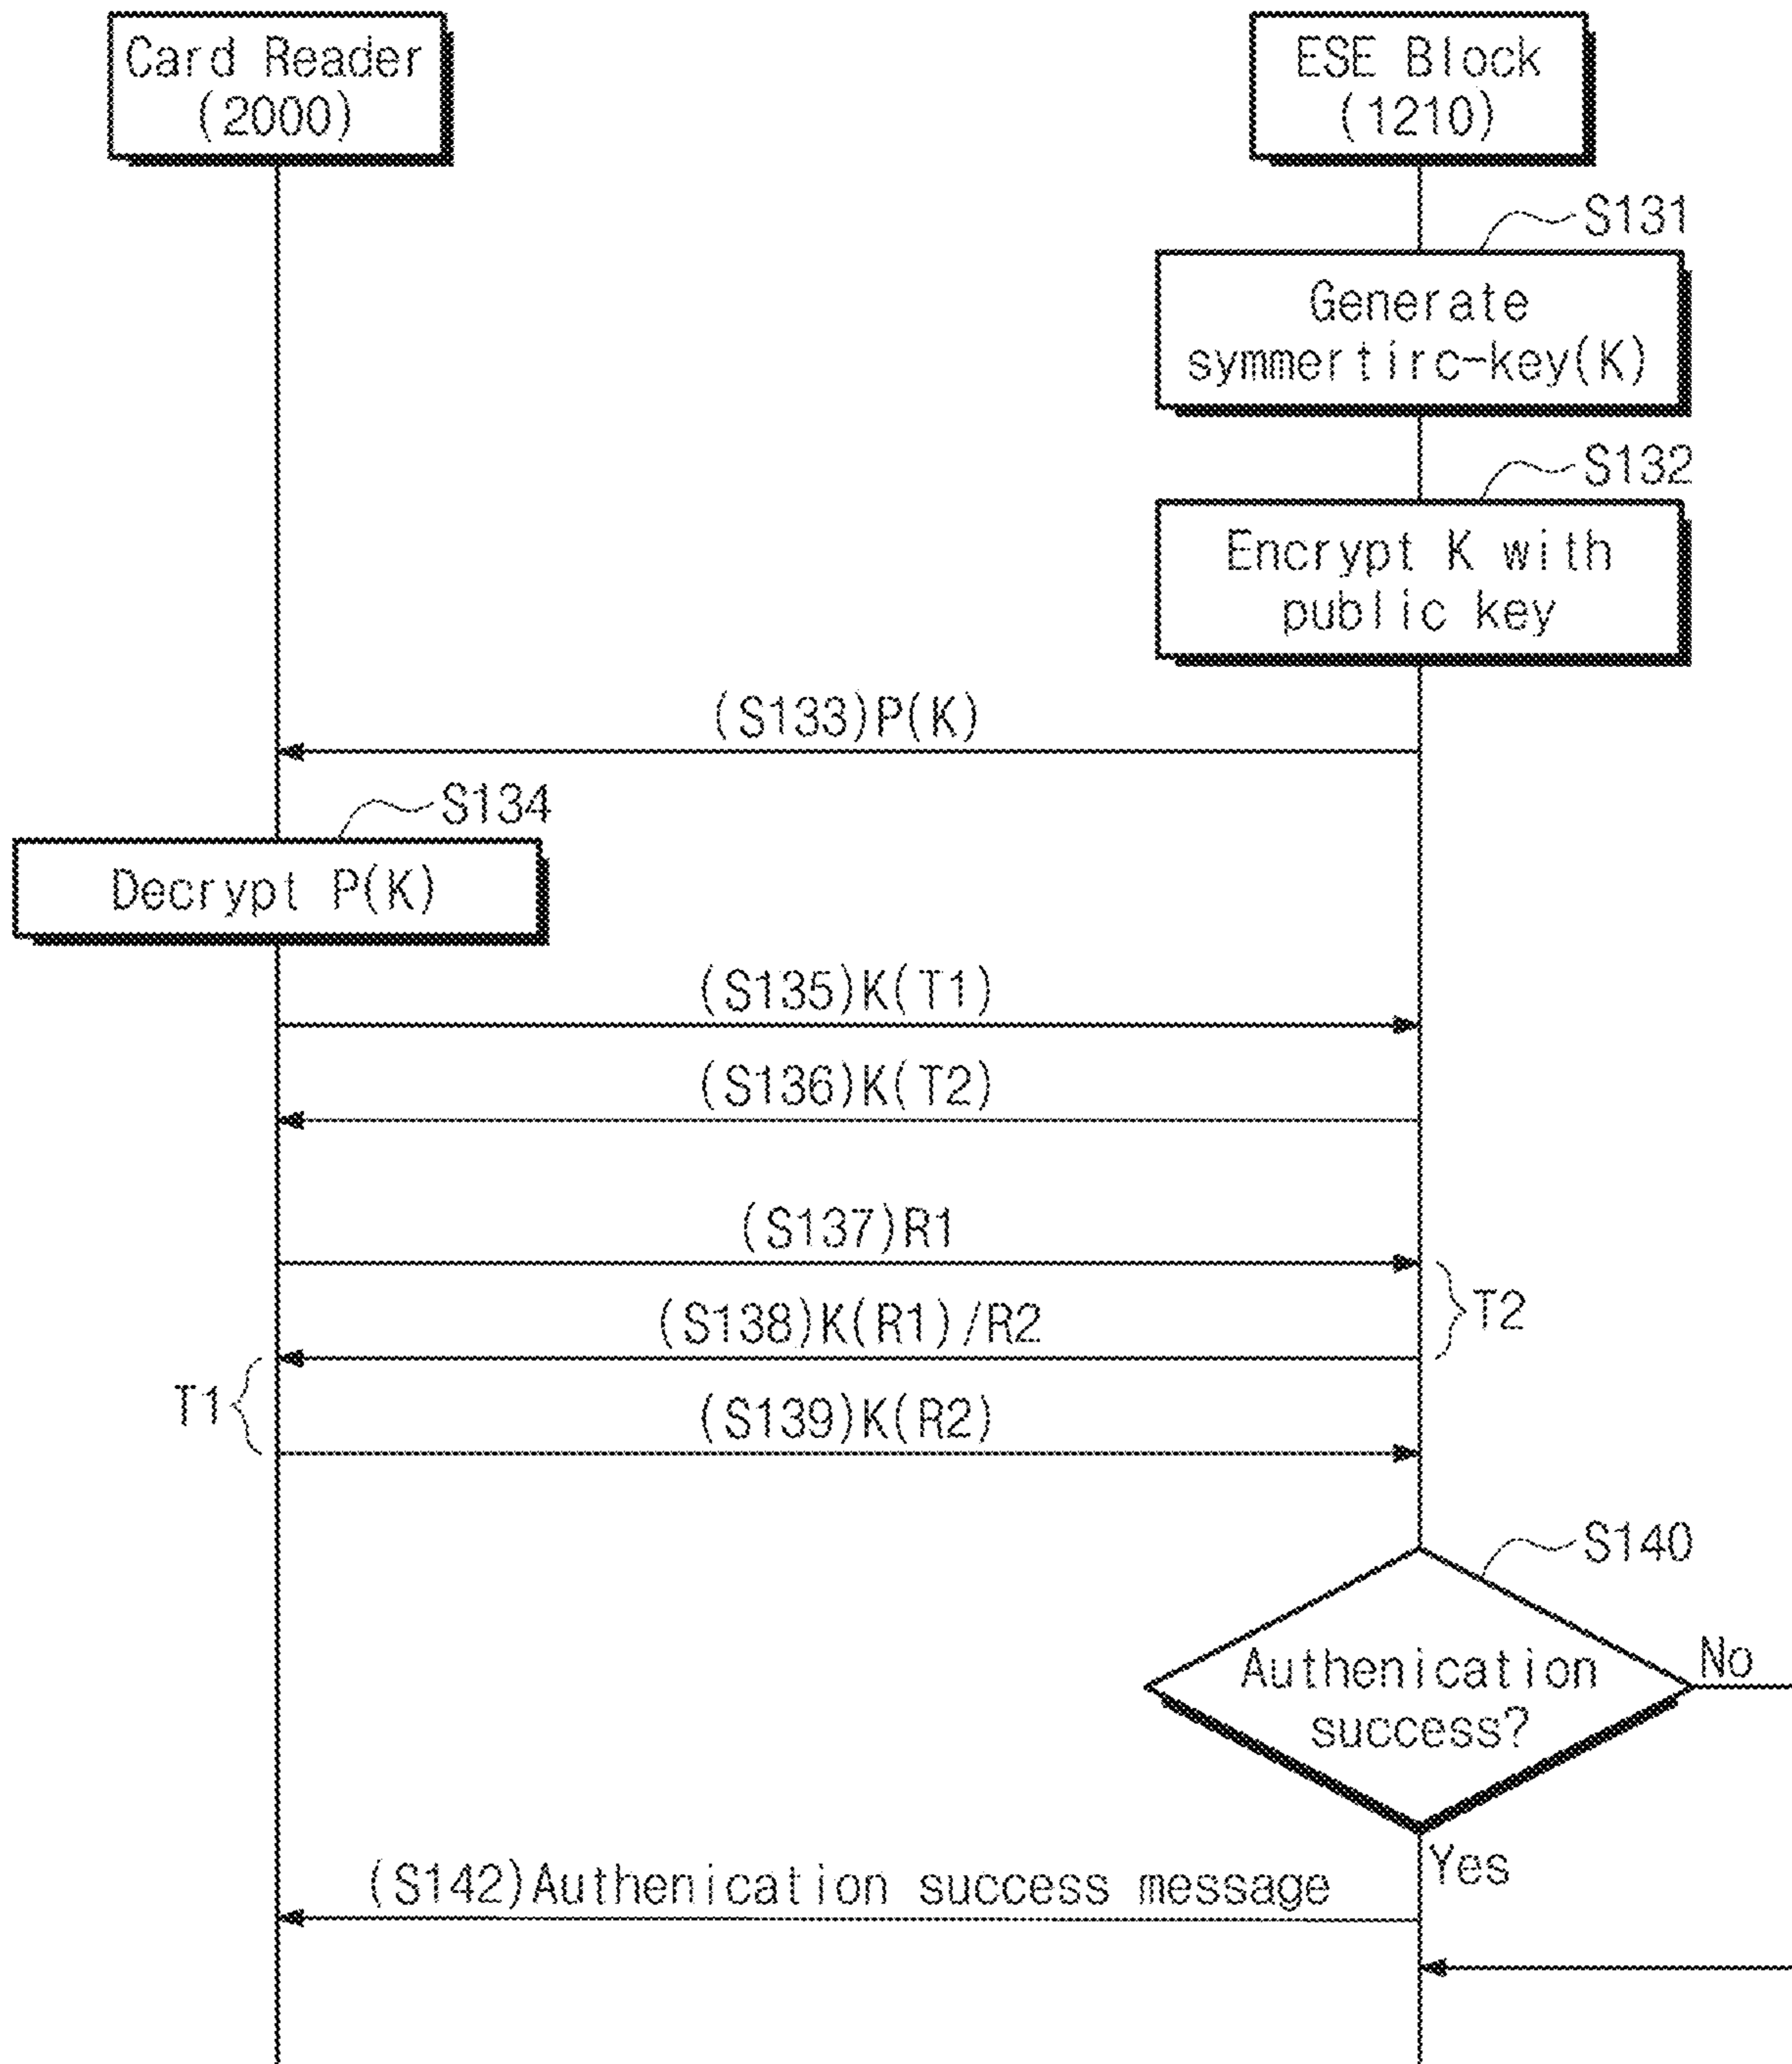 Card Reader
(2000)
ESE Block
(1210)
S131
Generate
symmertirc-key(K)
S132
Encrypt K with
public key
(S133)P(K)
S134
Decrypt P(K)
(S135)K(T1)
(S136)K(T2)
(S137)R1
T2
(S138)K(R1)/R2
T1
(S139)K(R2)
S140
Authenication
success?
No
Yes
(S142)Authenication success message